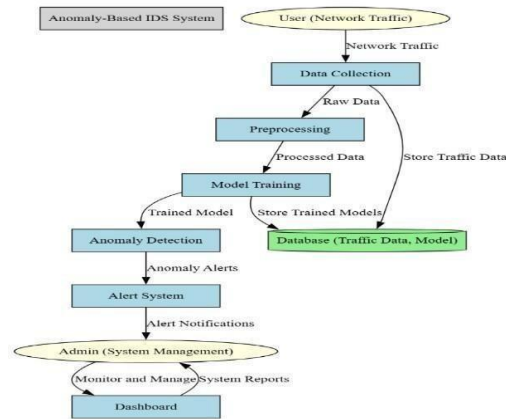 Anomaly-Based IDS System
User (Network Traffic)
Network Traffic
Data Collection
Raw Data
Preprocessing
Store Traffic Data
Processed Data
Model Training
Trained Model
Store Trained Models
Anomaly Detection
Database (Traffic Data, Model)
Anomaly Alerts
Alert System
Alert Notifications
Admin (System Management)
Monitor and Manage
System Reports
Dashboard